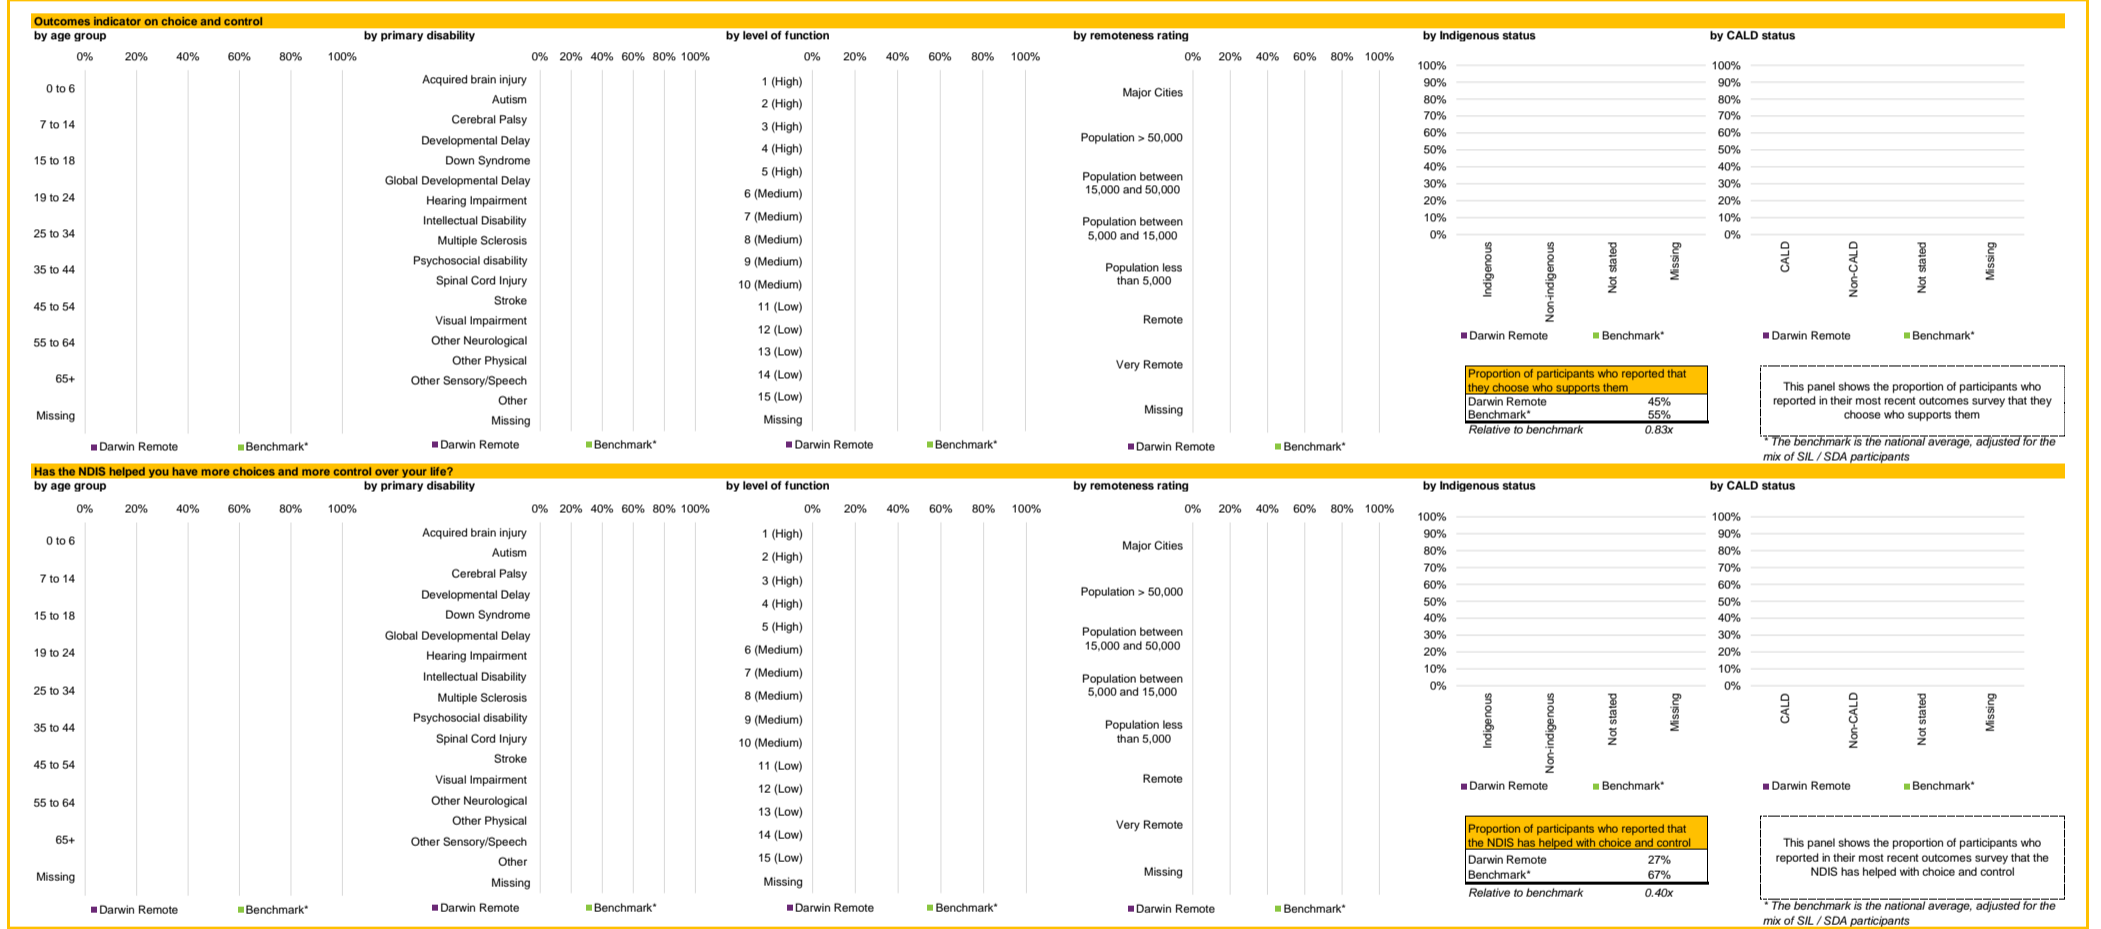 Outcomes indicator on choice and control
by age group
0% 20% 40% 60% 80% 100%
0 to 6
7 to 14
15 to 18
19 to 24
25 to 34
35 to 44
45 to 54
55 to 64
65+
Missing
Darwin Remote Benchmark*
by primary disability
0% 20% 40% 60% 80% 100%
Acquired brain injury
Autism
Cerebral Palsy
Developmental Delay
Down Syndrome
Global Developmental Delay
Hearing Impairment
Intellectual Disability
Multiple Sclerosis
Psychosocial disability
Spinal Cord Injury
Stroke
Visual Impairment
Other Neurological
Other Physical
Other Sensory/Speech
Other
Missing
Darwin Remote Benchmark*
by level of function
0% 20% 40% 60% 80% 100%
1 (High)
2 (High)
3 (High)
4 (High)
5 (High)
6 (Medium)
7 (Medium)
8 (Medium)
9 (Medium)
10 (Medium)
11 (Low)
12 (Low)
13 (Low)
14 (Low)
15 (Low)
Missing
Darwin Remote Benchmark*
by remoteness rating
0% 20% 40% 60% 80% 100%
Major Cities
Population > 50,000
Population between
15,000 and 50,000
Population between
5,000 and 15,000
Population less
than 5,000
Remote
Very Remote
Missing
Darwin Remote Benchmark*
by Indigenous status
100%
90%
80%
70%
60%
50%
40%
30%
20%
10%
0%
Indigenous
Non-indigenous
Not stated
Missing
Darwin Remote Benchmark*
Proportion of participants who reported that
they choose who supports them
Darwin Remote 45%
Benchmark* 55%
Relative to benchmark 0.83x
by CALD status
100%
90%
80%
70%
60%
50%
40%
30%
20%
10%
0%
CALD
Non-CALD
Not stated
Missing
Darwin Remote Benchmark*
This panel shows the proportion of participants who
reported in their most recent outcomes survey that they
choose who supports them
* The benchmark is the national average, adjusted for the
mix of SIL / SDA participants
Has the NDIS helped you have more choices and more control over your life?
by age group
0% 20% 40% 60% 80% 100%
0 to 6
7 to 14
15 to 18
19 to 24
25 to 34
35 to 44
45 to 54
55 to 64
65+
Missing
Darwin Remote Benchmark*
by primary disability
0% 20% 40% 60% 80% 100%
Acquired brain injury
Autism
Cerebral Palsy
Developmental Delay
Down Syndrome
Global Developmental Delay
Hearing Impairment
Intellectual Disability
Multiple Sclerosis
Psychosocial disability
Spinal Cord Injury
Stroke
Visual Impairment
Other Neurological
Other Physical
Other Sensory/Speech
Other
Missing
Darwin Remote Benchmark*
by level of function
0% 20% 40% 60% 80% 100%
1 (High)
2 (High)
3 (High)
4 (High)
5 (High)
6 (Medium)
7 (Medium)
8 (Medium)
9 (Medium)
10 (Medium)
11 (Low)
12 (Low)
13 (Low)
14 (Low)
15 (Low)
Missing
Darwin Remote Benchmark*
by remoteness rating
0% 20% 40% 60% 80% 100%
Major Cities
Population > 50,000
Population between
15,000 and 50,000
Population between
5,000 and 15,000
Population less
than 5,000
Remote
Very Remote
Missing
Darwin Remote Benchmark*
by Indigenous status
100%
90%
80%
70%
60%
50%
40%
30%
20%
10%
0%
Indigenous
Non-indigenous
Not stated
Missing
Darwin Remote Benchmark*
Proportion of participants who reported that
the NDIS has helped with choice and control
Darwin Remote 27%
Benchmark* 67%
Relative to benchmark 0.40x
by CALD status
100%
90%
80%
70%
60%
50%
40%
30%
20%
10%
0%
CALD
Non-CALD
Not stated
Missing
Darwin Remote Benchmark*
This panel shows the proportion of participants who
reported in their most recent outcomes survey that the
NDIS has helped with choice and control
* The benchmark is the national average, adjusted for the
mix of SIL / SDA participants